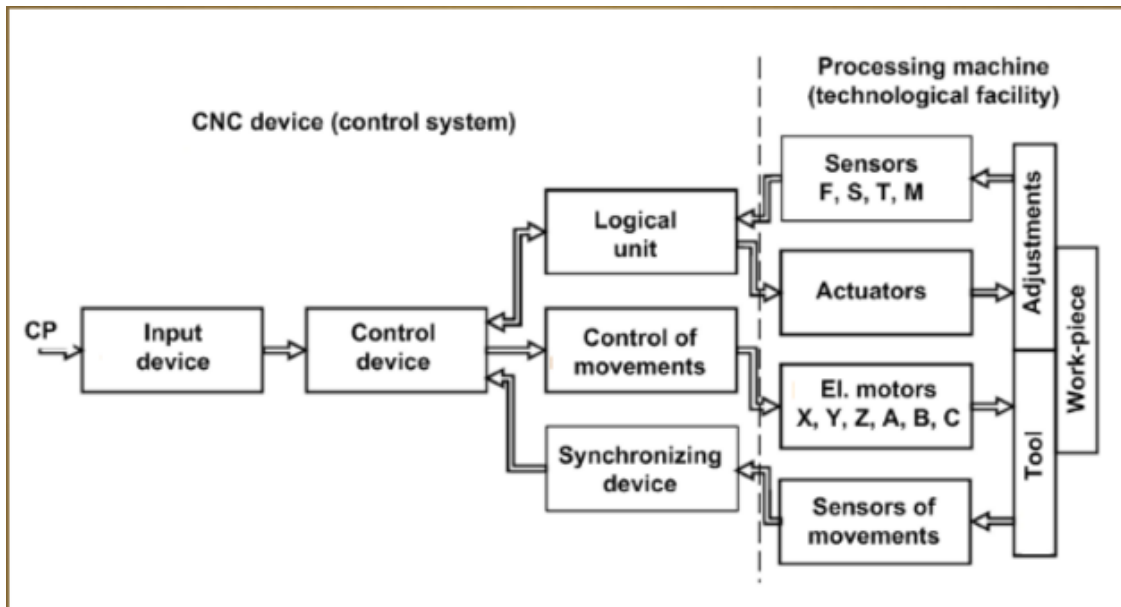 Processing machine
(technological facility)
CNC device (control system)
Sensors
F, S, T, M
Logical
unit
Actuators
Adjustments
CP
Input
device
Control
device
Control of
movements
El. motors
X, Y, Z, A, B, C
Work-piece
Tool
Synchronizing
device
Sensors of
movements